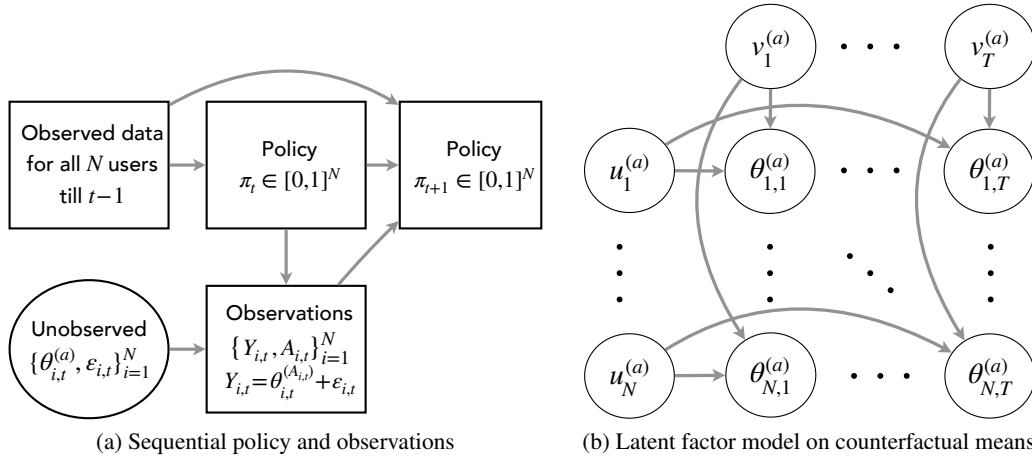 Observed data
for all N users
till t−1
Policy
π_t ∈ [0,1]^N
Policy
π_{t+1} ∈ [0,1]^N
Unobserved
{θ_{i,t}^{(a)}, ε_{i,t}}_{i=1}^N
Observations
{Y_{i,t}, A_{i,t}}_{i=1}^N
Y_{i,t}=θ_{i,t}^{(A_{i,t})}+ε_{i,t}
(a) Sequential policy and observations
v_1^{(a)} · · · v_T^{(a)}
u_1^{(a)} θ_{1,1}^{(a)} · · · θ_{1,T}^{(a)}
u_N^{(a)} θ_{N,1}^{(a)} · · · θ_{N,T}^{(a)}
(b) Latent factor model on counterfactual means